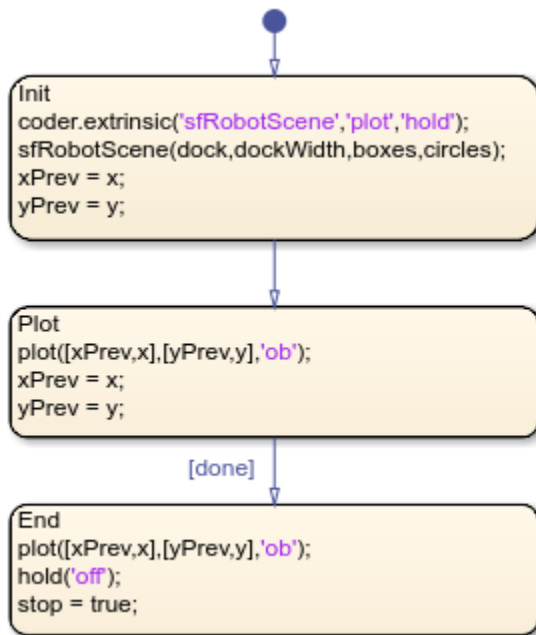 Init
coder.extrinsic('sfRobotScene','plot','hold');
sfRobotScene(dock,dockWidth,boxes,circles);
xPrev = x;
yPrev = y;
Plot
plot([xPrev,x],[yPrev,y],'ob');
xPrev = x;
yPrev = y;
[done]
End
plot([xPrev,x],[yPrev,y],'ob');
hold('off');
stop = true;